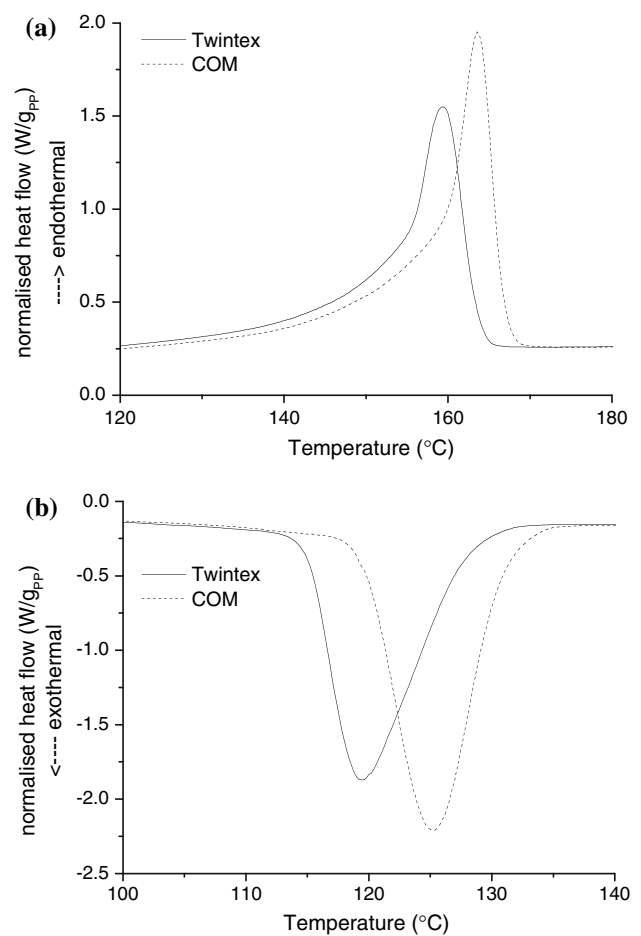 (a)
2.0
1.5
1.0
0.5
0.0
normalised heat flow (W/gPP)
----> endothermal
Twintex
COM
120
140
160
180
Temperature (°C)
(b)
0.0
-0.5
-1.0
-1.5
-2.0
-2.5
normalised heat flow (W/gPP)
<---- exothermal
Twintex
COM
100
110
120
130
140
Temperature (°C)